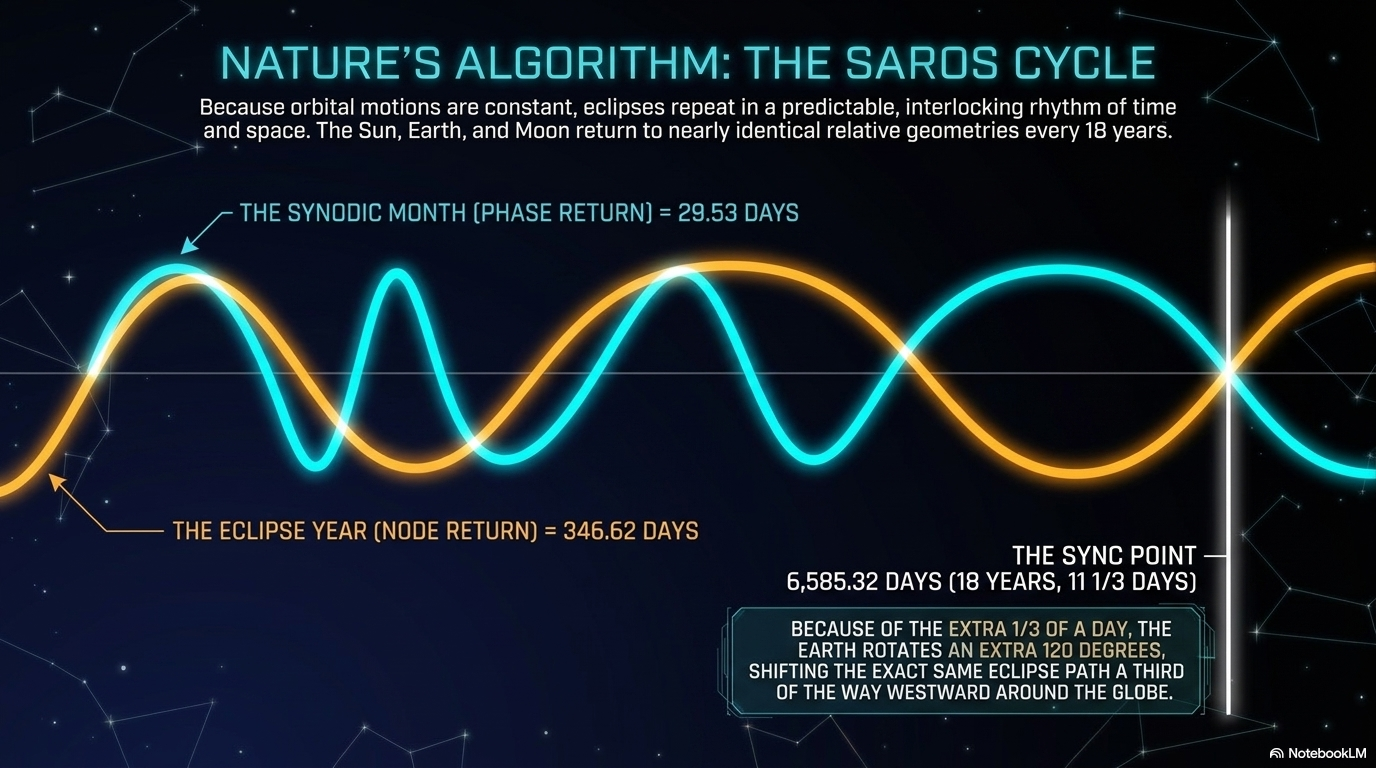 NATURE'S ALGORITHM: THE SAROS CYCLE
Because orbital motions are constant, eclipses repeat in a predictable, interlocking rhythm of time
and space. The Sun, Earth, and Moon return to nearly identical relative geometries every 18 years.
THE SYNODIC MONTH (PHASE RETURN) = 29.53 DAYS
THE ECLIPSE YEAR (NODE RETURN) = 346.62 DAYS
THE SYNC POINT
6,585.32 DAYS (18 YEARS, 11 1/3 DAYS)
BECAUSE OF THE EXTRA 1/3 OF A DAY, THE
EARTH ROTATES AN EXTRA 120 DEGREES,
SHIFTING THE EXACT SAME ECLIPSE PATH A THIRD
OF THE WAY WESTWARD AROUND THE GLOBE.
NotebookLM